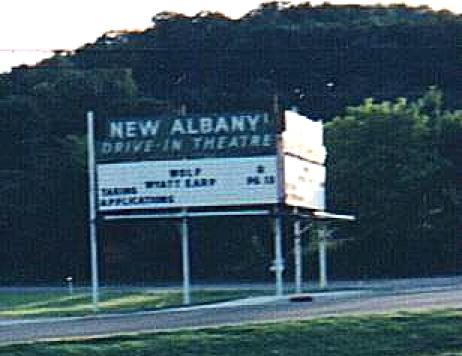 NEW ALBANY
DRIVE-IN THEATRE
WOLF R
WYATT EARP PG 13
TAKING
APPLICATIONS